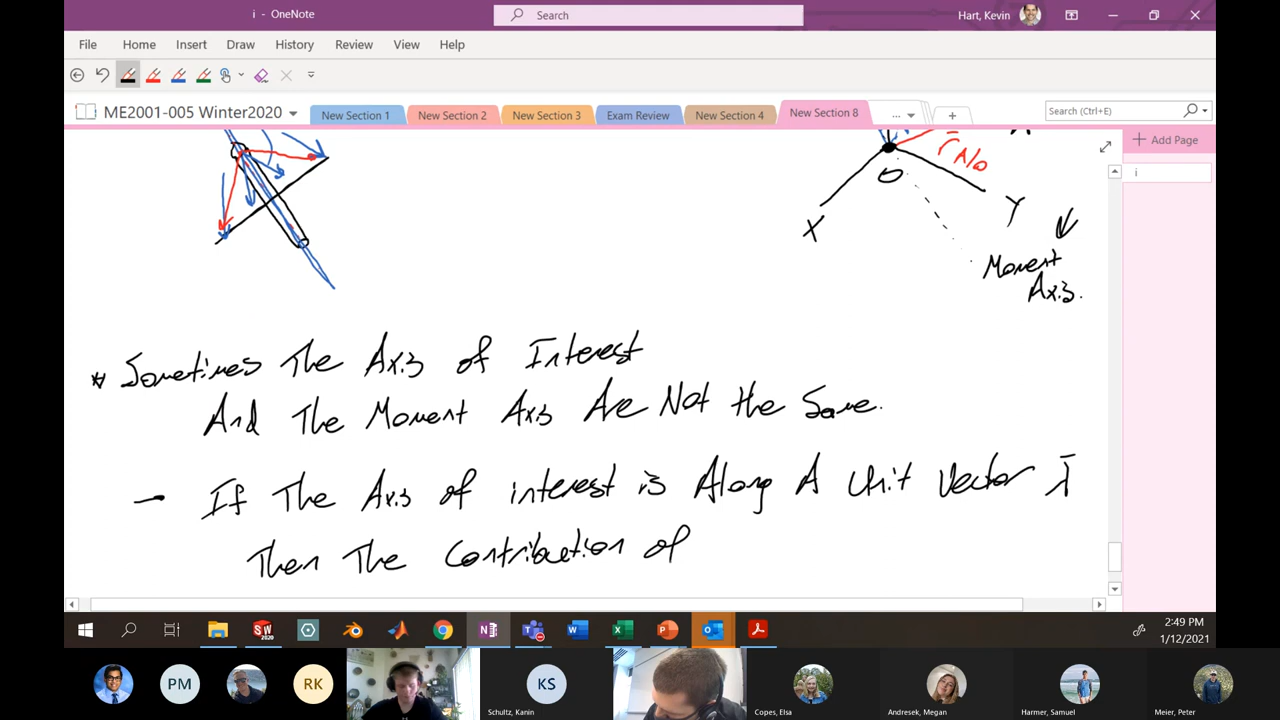 i - OneNote
Search
Hart, Kevin
File Home Insert Draw History Review View Help
ME2001-005 Winter2020
New Section 1
New Section 2
New Section 3
Exam Review
New Section 4
New Section 8
...
Search (Ctrl+E)
Add Page
i
r̄A/O
O
X
Y
Moment
Axis.
* Sometimes The Axis of Interest
And The Moment Axis Are Not the Same.
- If The Axis of interest is Along A Unit Vector λ̄
Then The Contribution of
2:49 PM
1/12/2021
PM
RK
KS
Schultz, Kanin
Copes, Elsa
Andresek, Megan
Harmer, Samuel
Meier, Peter